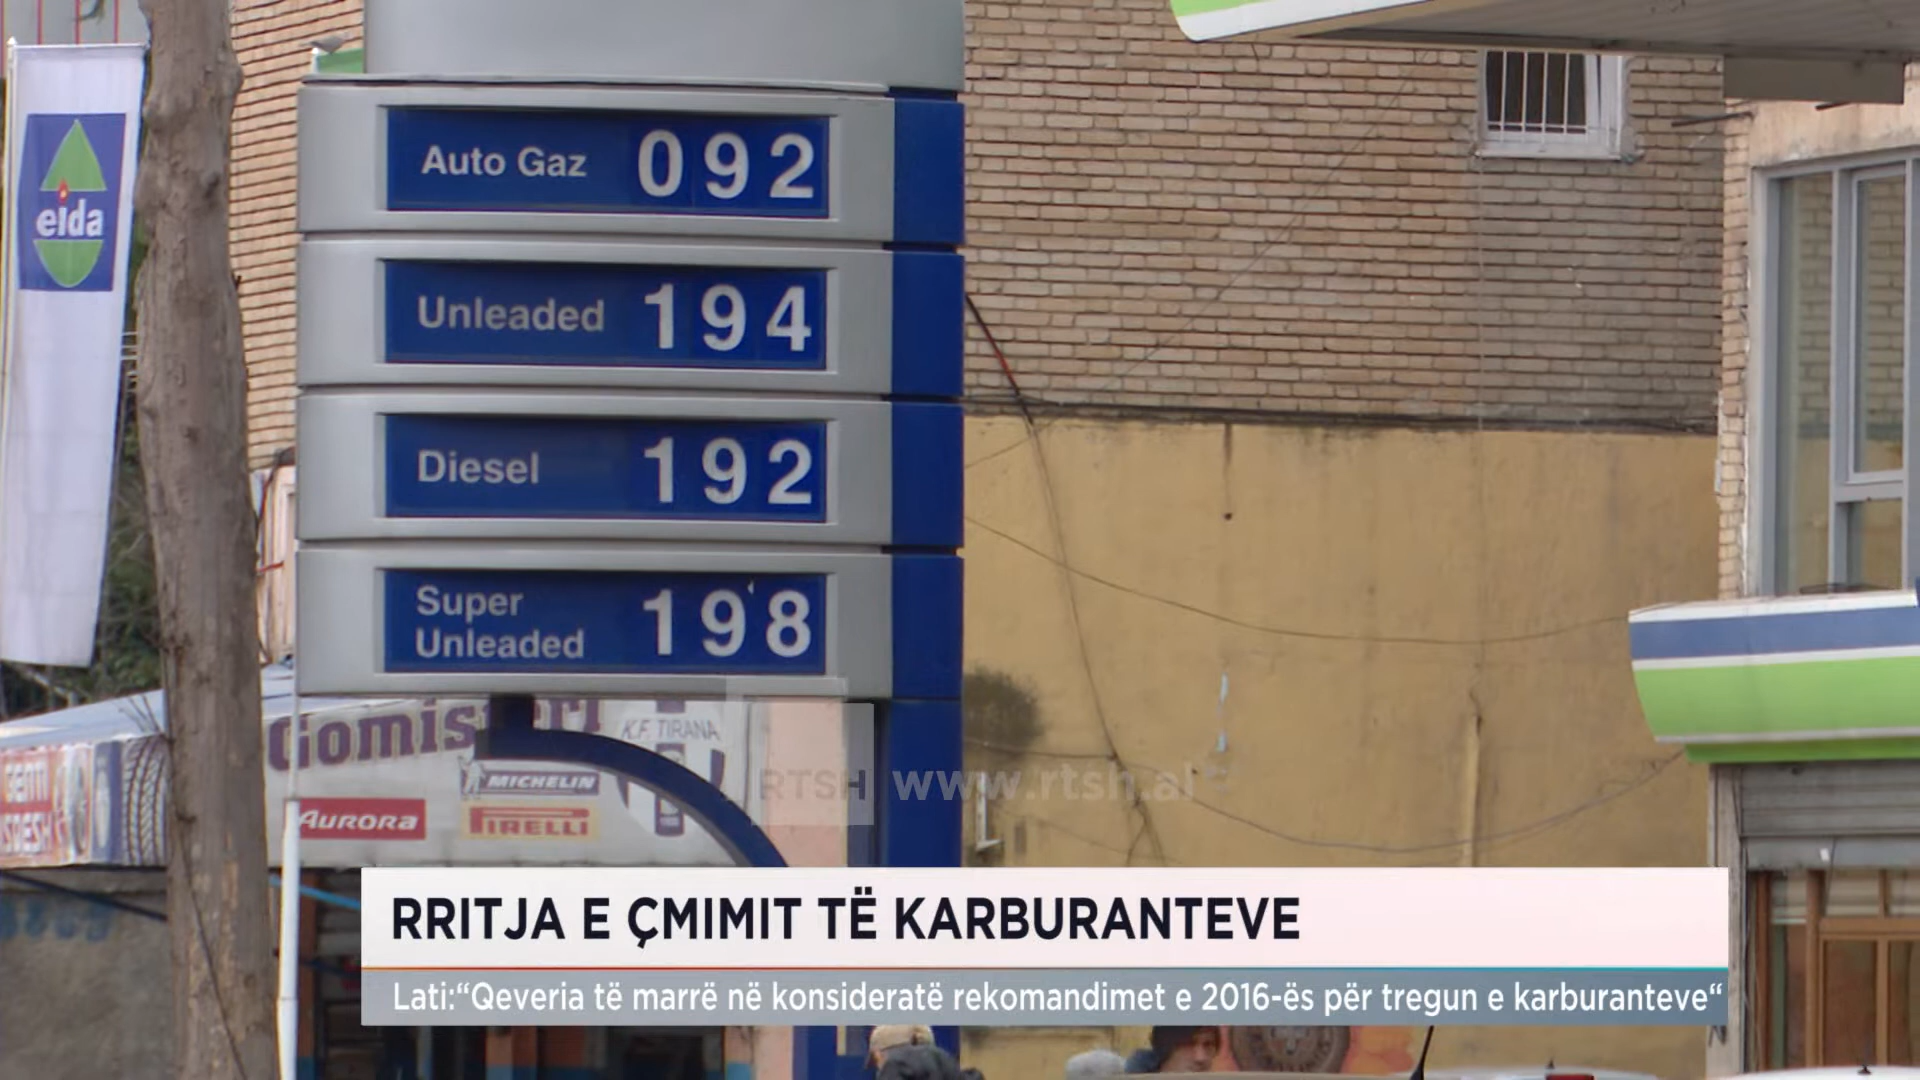 eida
Auto Gaz 092
Unleaded 194
Diesel 192
Super
Unleaded 198
K.F. TIRANA
MICHELIN
AURORA
PIRELLI
RTSH www.rtsh.al
RRITJA E ÇMIMIT TË KARBURANTEVE
Lati:“Qeveria të marrë në konsideratë rekomandimet e 2016-ës për tregun e karburanteve“